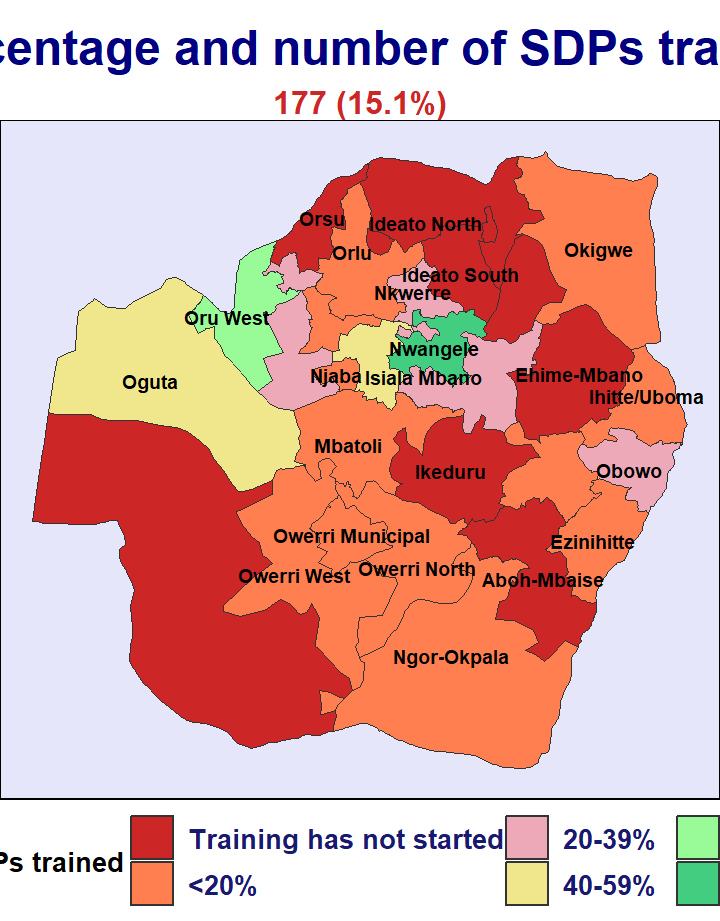 centage and number of SDPs tra
177 (15.1%)
Orsu
Ideato North
Orlu
Okigwe
Ideato South
Nkwerre
Oru West
Nwangele
Oguta
Njaba
Isiala Mbano
Ehime-Mbano
Ihitte/Uboma
Mbatoli
Ikeduru
Obowo
Owerri Municipal
Ezinihitte
Owerri West
Owerri North
Aboh-Mbaise
Ngor-Okpala
Training has not started
20-39%
Ps trained
<20%
40-59%